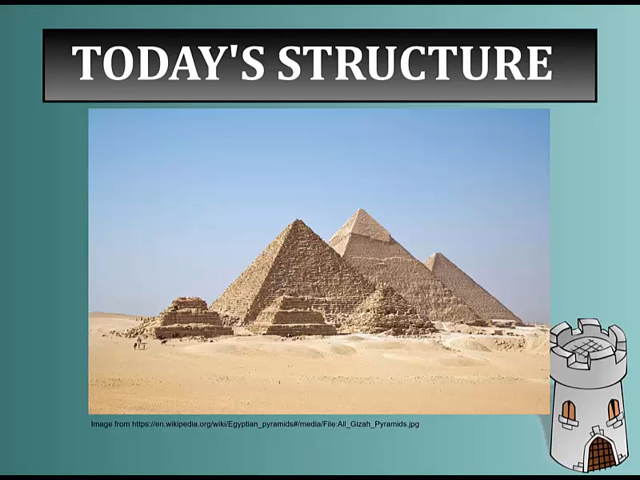 TODAY'S STRUCTURE
Image from https://en.wikipedia.org/wiki/Egyptian_pyramids#/media/File:All_Gizah_Pyramids.jpg